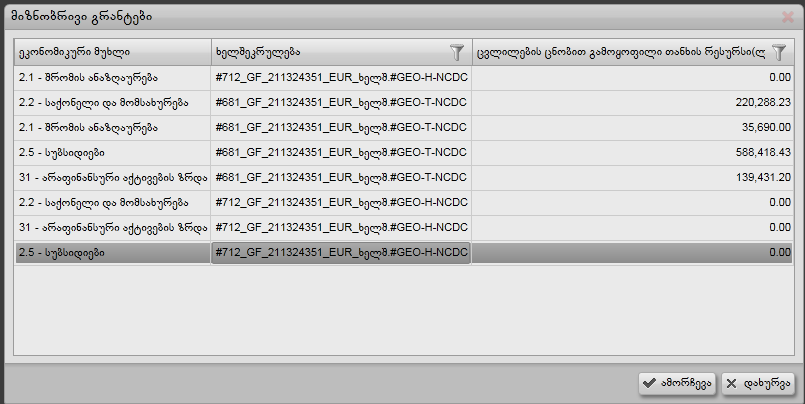 მიზნობრივი გრანტები
ეკონომიკური მუხლი ხელშეკრულება ცვლილების ცნობით გამოყოფილი თანხის რესურსი(ლ
2.1 - შრომის ანაზღაურება #712_GF_211324351_EUR_ხელშ.#GEO-H-NCDC 0.00
2.2 - საქონელი და მომსახურება #681_GF_211324351_EUR_ხელშ.#GEO-T-NCDC 220,288.23
2.1 - შრომის ანაზღაურება #681_GF_211324351_EUR_ხელშ.#GEO-T-NCDC 35,690.00
2.5 - სუბსიდიები #681_GF_211324351_EUR_ხელშ.#GEO-T-NCDC 588,418.43
31 - არაფინანსური აქტივების ზრდა #681_GF_211324351_EUR_ხელშ.#GEO-T-NCDC 139,431.20
2.2 - საქონელი და მომსახურება #712_GF_211324351_EUR_ხელშ.#GEO-H-NCDC 0.00
31 - არაფინანსური აქტივების ზრდა #712_GF_211324351_EUR_ხელშ.#GEO-H-NCDC 0.00
2.5 - სუბსიდიები #712_GF_211324351_EUR_ხელშ.#GEO-H-NCDC 0.00
ამორჩევა დახურვა